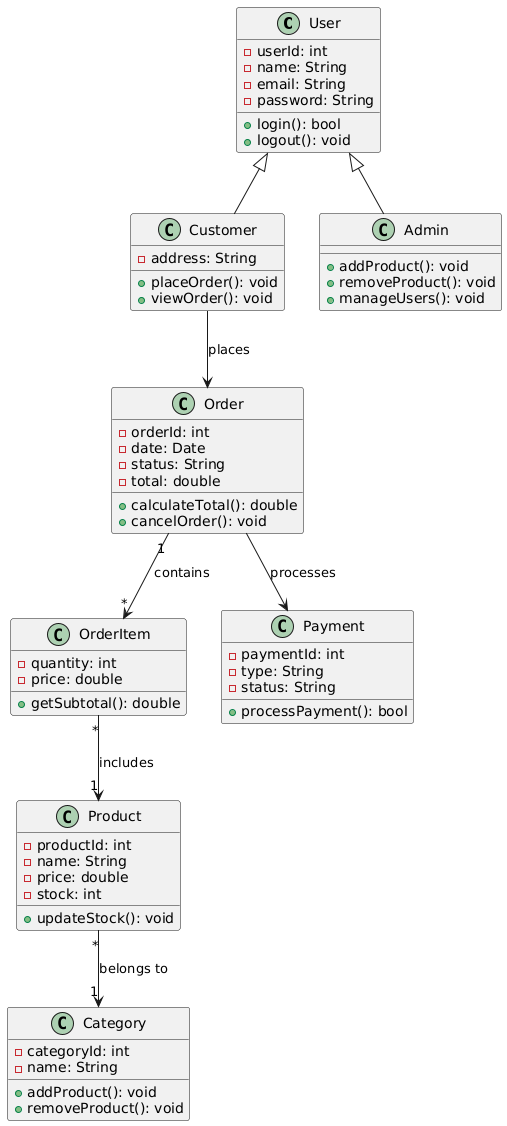 C User
userId: int
name: String
email: String
password: String
login(): bool
logout(): void
C Customer
address: String
placeOrder(): void
viewOrder(): void
C Admin
addProduct(): void
removeProduct(): void
manageUsers(): void
places
C Order
orderId: int
date: Date
status: String
total: double
calculateTotal(): double
cancelOrder(): void
1
contains
*
processes
C OrderItem
quantity: int
price: double
getSubtotal(): double
C Payment
paymentId: int
type: String
status: String
processPayment(): bool
*
includes
1
C Product
productId: int
name: String
price: double
stock: int
updateStock(): void
*
belongs to
1
C Category
categoryId: int
name: String
addProduct(): void
removeProduct(): void